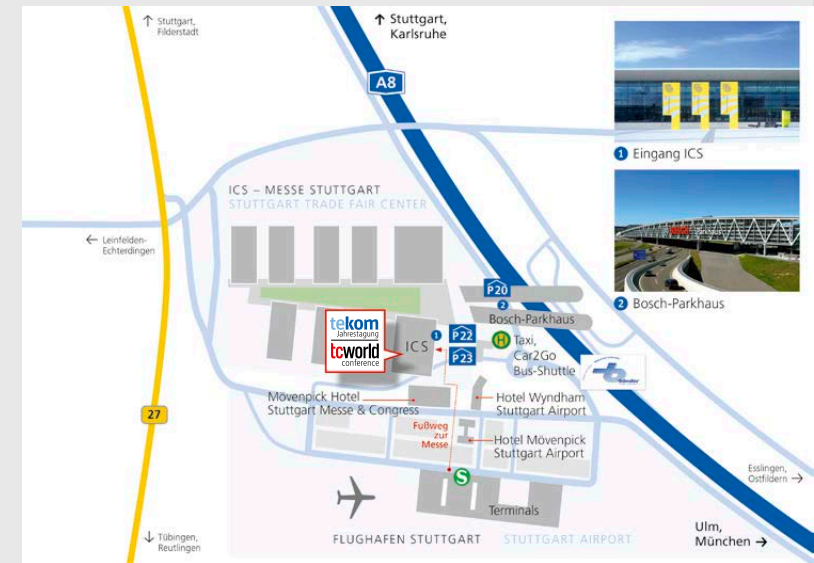 ↑ Stuttgart,
Filderstadt
↑ Stuttgart,
Karlsruhe
A8
1 Eingang ICS
ICS – MESSE STUTTGART
STUTTGART TRADE FAIR CENTER
← Leinfelden-
Echterdingen
BOSCH
2 Bosch-Parkhaus
P20
2
Bosch-Parkhaus
tekom
Jahrestagung
tcworld
conference
ICS
1
P22
P23
H Taxi,
Car2Go
Bus-Shuttle
Mövenpick Hotel
Stuttgart Messe & Congress
Hotel Wyndham
Stuttgart Airport
27
Fußweg
zur
Messe
Hotel Mövenpick
Stuttgart Airport
S
Esslingen,
Ostfildern →
Terminals
↓ Tübingen,
Reutlingen
FLUGHAFEN STUTTGART STUTTGART AIRPORT
Ulm,
München →